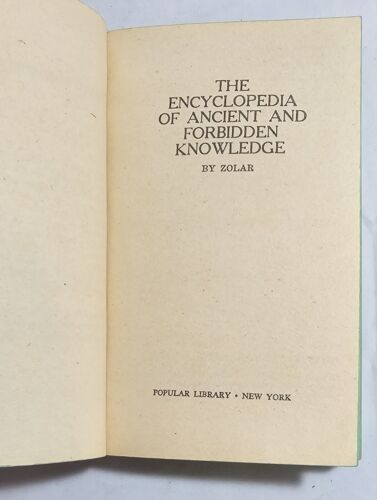 THE
ENCYCLOPEDIA
OF ANCIENT AND
FORBIDDEN
KNOWLEDGE
BY ZOLAR
POPULAR LIBRARY • NEW YORK